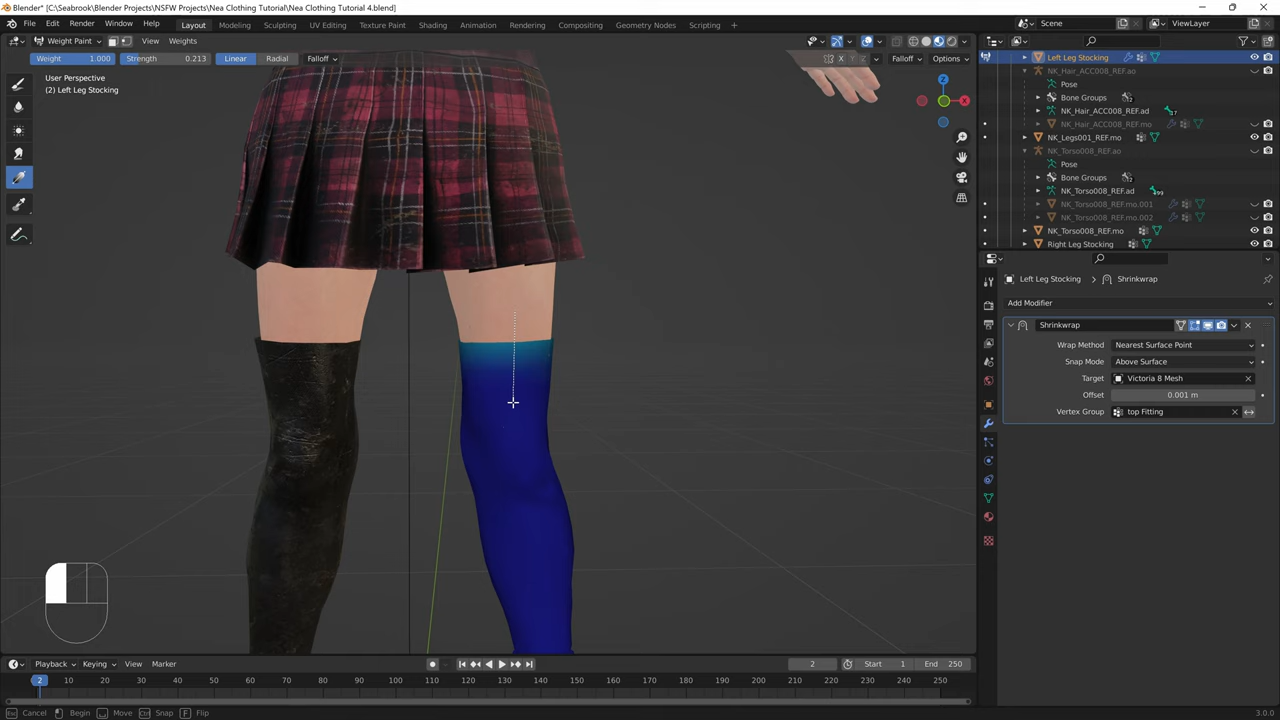 Blender* [C:\Seabrook\Blender Projects\NSFW Projects\Nea Clothing Tutorial\Nea Clothing Tutorial 4.blend]
File Edit Render Window Help Layout Modeling Sculpting UV Editing Texture Paint Shading Animation Rendering Compositing Geometry Nodes Scripting + Scene ViewLayer
Weight Paint View Weights
Weight 1.000 Strength 0.213 Linear Radial Falloff X Y Z Falloff Options
User Perspective
(2) Left Leg Stocking
Z
X
Left Leg Stocking
NK_Hair_ACC008_REF.ao
Pose
Bone Groups
NK_Hair_ACC008_REF.ad
NK_Hair_ACC008_REF.mo
NK_Legs001_REF.mo
NK_Torso008_REF.ao
Pose
Bone Groups
NK_Torso008_REF.ad
NK_Torso008_REF.mo.001
NK_Torso008_REF.mo.002
NK_Torso008_REF.mo
Right Leg Stocking
Left Leg Stocking > Shrinkwrap
Add Modifier
Shrinkwrap
Wrap Method Nearest Surface Point
Snap Mode Above Surface
Target Victoria 8 Mesh
Offset 0.001 m
Vertex Group top Fitting
Playback Keying View Marker 2 Start 1 End 250
2 10 20 30 40 50 60 70 80 90 100 110 120 130 140 150 160 170 180 190 200 210 220 230 240 250
Esc Cancel Begin Move Ctrl Snap F Flip 3.0.0